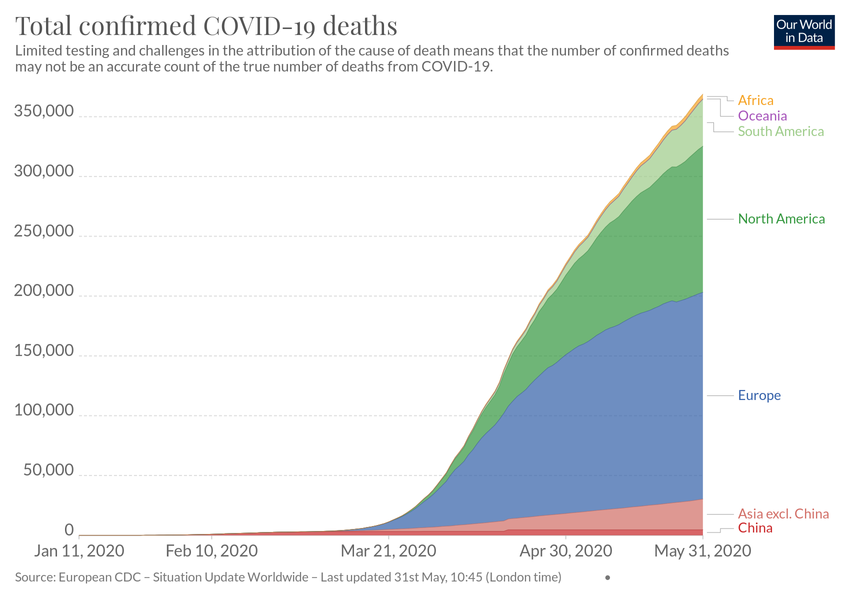 Total confirmed COVID-19 deaths
Our World
in Data
Limited testing and challenges in the attribution of the cause of death means that the number of confirmed deaths
may not be an accurate count of the true number of deaths from COVID-19.
350,000
300,000
250,000
200,000
150,000
100,000
50,000
0
Africa
Oceania
South America
North America
Europe
Asia excl. China
China
Jan 11, 2020
Feb 10, 2020
Mar 21, 2020
Apr 30, 2020
May 31, 2020
Source: European CDC – Situation Update Worldwide – Last updated 31st May, 10:45 (London time)